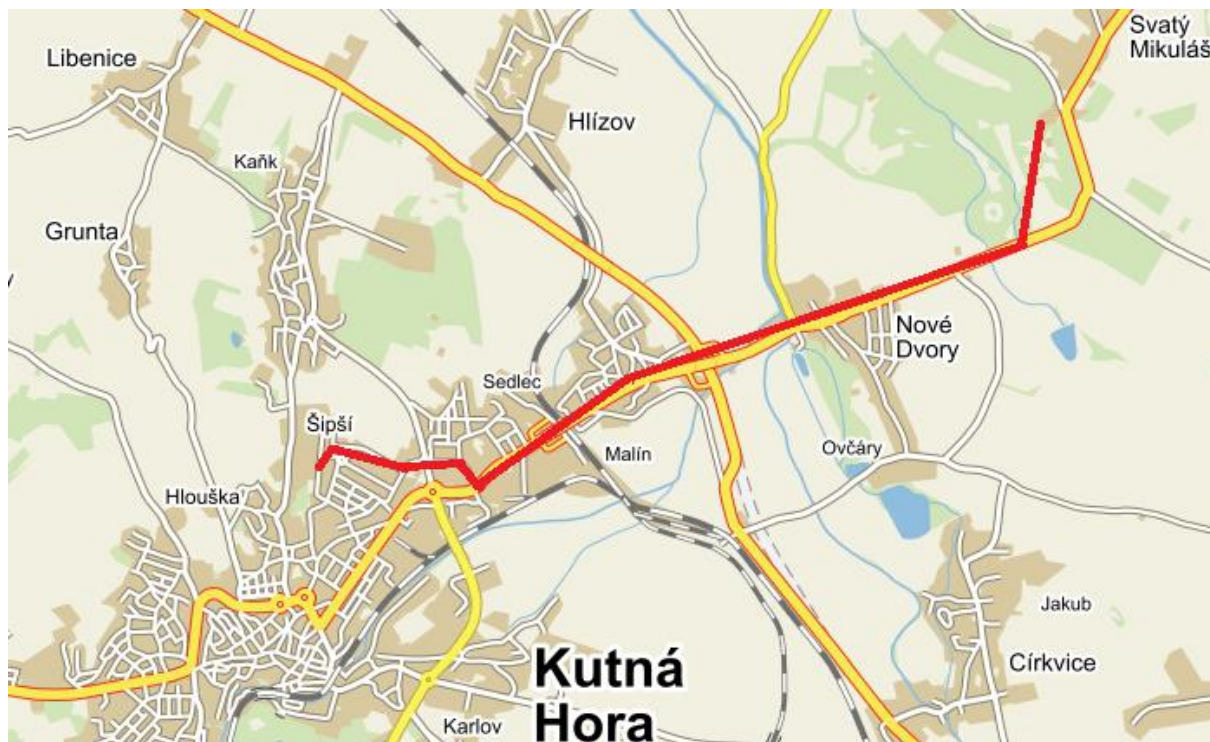 Svatý
Mikuláš
Libenice
Hlízov
Kaňk
Grunta
Nové
Dvory
Sedlec
Šipší
Ovčáry
Malín
Hlouška
Jakub
Kutná
Hora
Církvice
Karlov